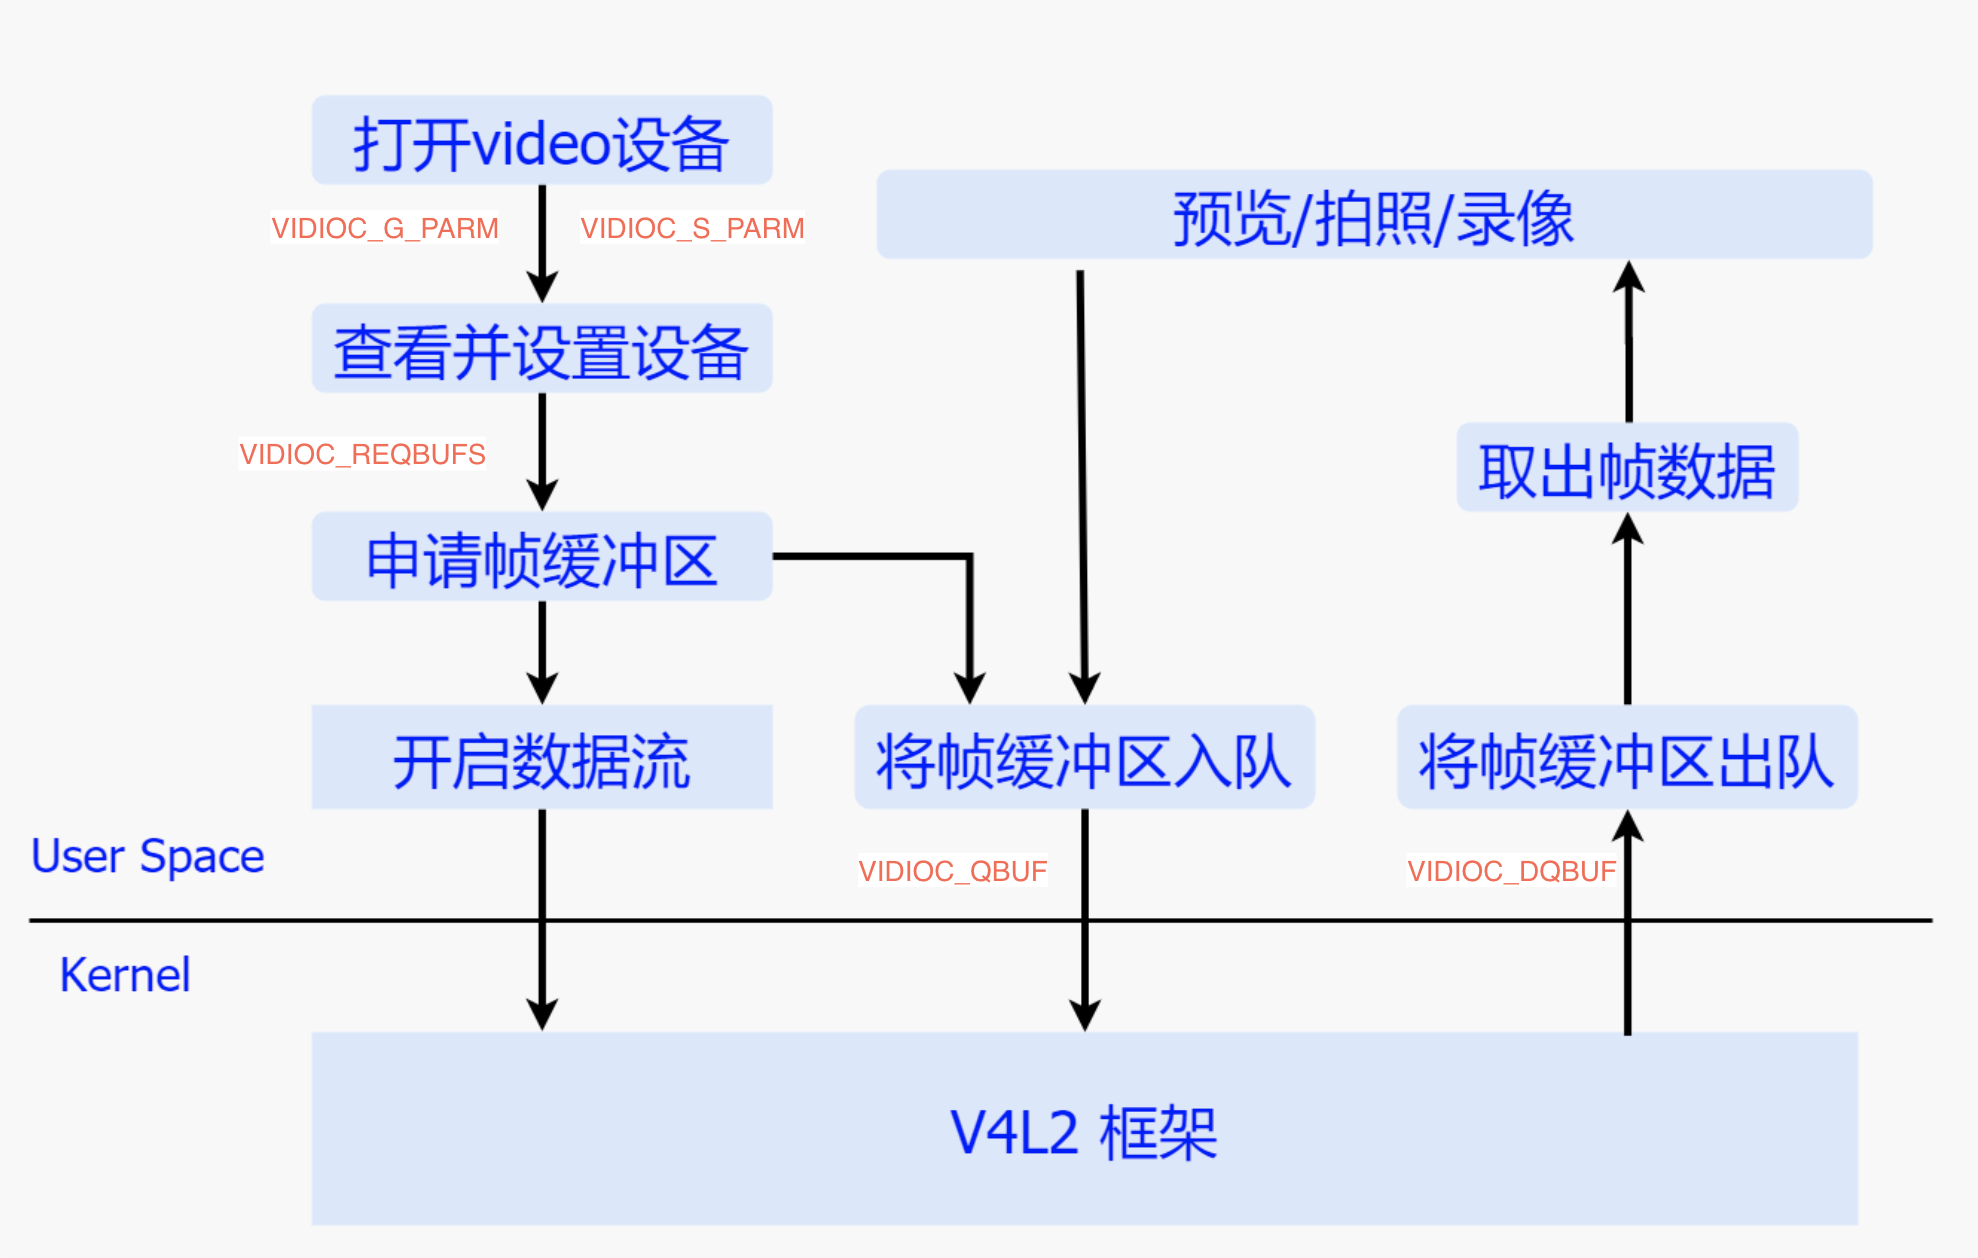 打开video设备
VIDIOC_G_PARM
VIDIOC_S_PARM
预览/拍照/录像
查看并设置设备
VIDIOC_REQBUFS
取出帧数据
申请帧缓冲区
开启数据流
将帧缓冲区入队
将帧缓冲区出队
User Space
VIDIOC_QBUF
VIDIOC_DQBUF
Kernel
V4L2 框架